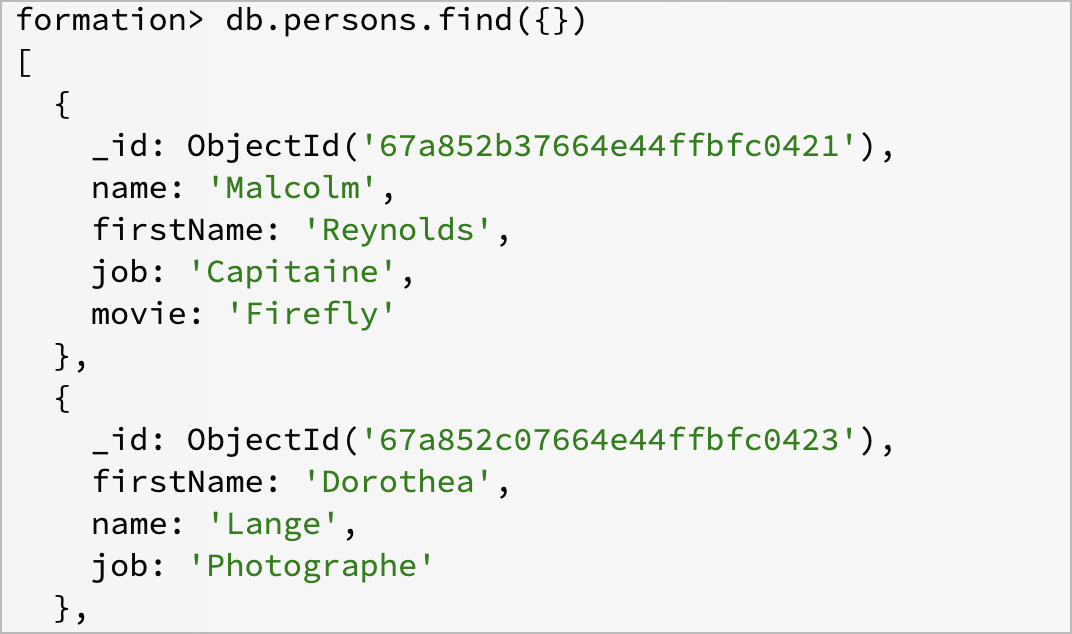 formation> db.persons.find({})
[
  {
    _id: ObjectId('67a852b37664e44ffbfc0421'),
    name: 'Malcolm',
    firstName: 'Reynolds',
    job: 'Capitaine',
    movie: 'Firefly'
  },
  {
    _id: ObjectId('67a852c07664e44ffbfc0423'),
    firstName: 'Dorothea',
    name: 'Lange',
    job: 'Photographe'
  },